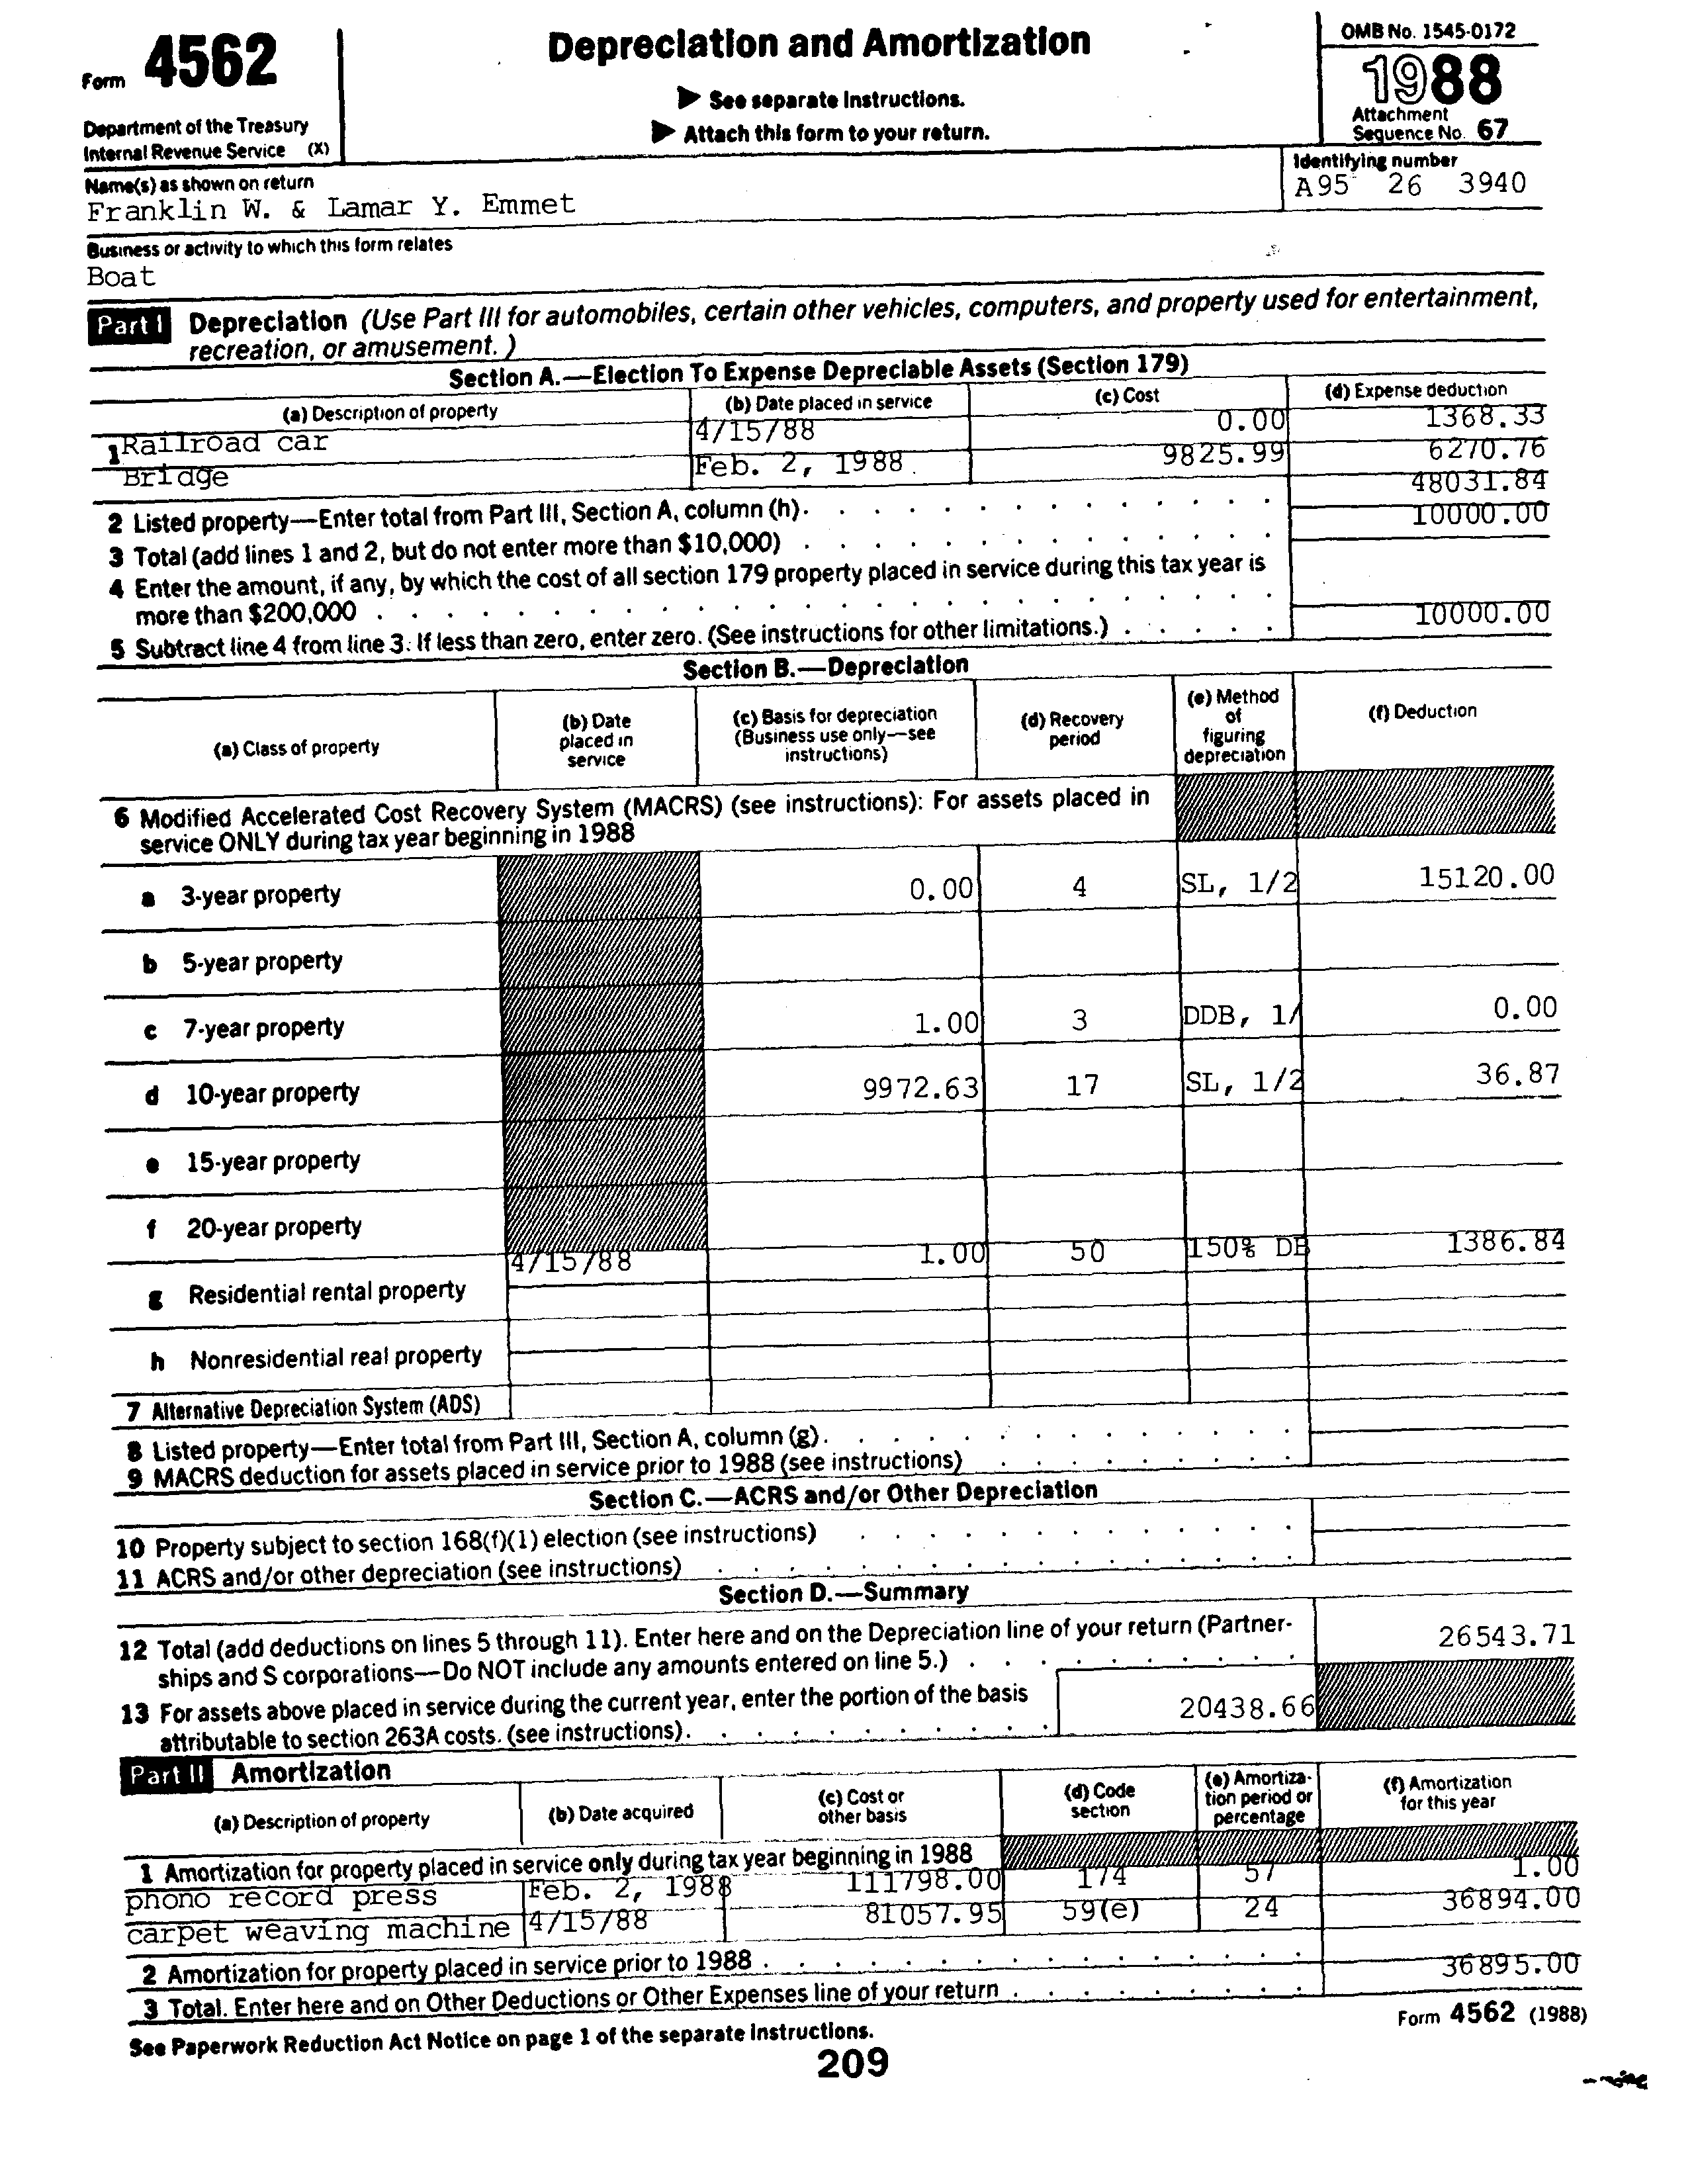 Form 4562
Department of the Treasury
Internal Revenue Service (X)
Depreciation and Amortization
▶ See separate Instructions.
▶ Attach this form to your return.
OMB No. 1545-0172
1988
Attachment
Sequence No. 67
Name(s) as shown on return
Franklin W. & Lamar Y. Emmet
Identifying number
A95 26 3940
Business or activity to which this form relates
Boat
Part I Depreciation (Use Part III for automobiles, certain other vehicles, computers, and property used for entertainment,
recreation, or amusement.)
Section A.—Election To Expense Depreciable Assets (Section 179)
(a) Description of property (b) Date placed in service (c) Cost (d) Expense deduction
1 Railroad car 4/15/88 0.00 1368.33
Bridge Feb. 2, 1988 9825.99 6270.76
2 Listed property—Enter total from Part III, Section A, column (h). 48031.84
3 Total (add lines 1 and 2, but do not enter more than $10,000) 10000.00
4 Enter the amount, if any, by which the cost of all section 179 property placed in service during this tax year is
more than $200,000
5 Subtract line 4 from line 3. If less than zero, enter zero. (See instructions for other limitations.) 10000.00
Section B.—Depreciation
(a) Class of property
(b) Date
placed in
service
(c) Basis for depreciation
(Business use only—see
instructions)
(d) Recovery
period
(e) Method
of
figuring
depreciation
(f) Deduction
6 Modified Accelerated Cost Recovery System (MACRS) (see instructions): For assets placed in
service ONLY during tax year beginning in 1988
a 3-year property 0.00 4 SL, 1/2 15120.00
b 5-year property
c 7-year property 1.00 3 DDB, 1/ 0.00
d 10-year property 9972.63 17 SL, 1/2 36.87
e 15-year property
f 20-year property
4/15/88 1.00 50 150% DB 1386.84
g Residential rental property
h Nonresidential real property
7 Alternative Depreciation System (ADS)
8 Listed property—Enter total from Part III, Section A, column (g).
9 MACRS deduction for assets placed in service prior to 1988 (see instructions)
Section C.—ACRS and/or Other Depreciation
10 Property subject to section 168(f)(1) election (see instructions)
11 ACRS and/or other depreciation (see instructions)
Section D.—Summary
12 Total (add deductions on lines 5 through 11). Enter here and on the Depreciation line of your return (Partner-
ships and S corporations—Do NOT include any amounts entered on line 5.) 26543.71
13 For assets above placed in service during the current year, enter the portion of the basis
attributable to section 263A costs. (see instructions). 20438.66
Part II Amortization
(a) Description of property
(b) Date acquired
(c) Cost or
other basis
(d) Code
section
(e) Amortiza-
tion period or
percentage
(f) Amortization
for this year
1 Amortization for property placed in service only during tax year beginning in 1988
phono record press Feb. 2, 1988 111798.00 174 57 1.00
carpet weaving machine 4/15/88 81057.95 59(e) 24 36894.00
2 Amortization for property placed in service prior to 1988
3 Total. Enter here and on Other Deductions or Other Expenses line of your return 36895.00
See Paperwork Reduction Act Notice on page 1 of the separate Instructions.
Form 4562 (1988)
209